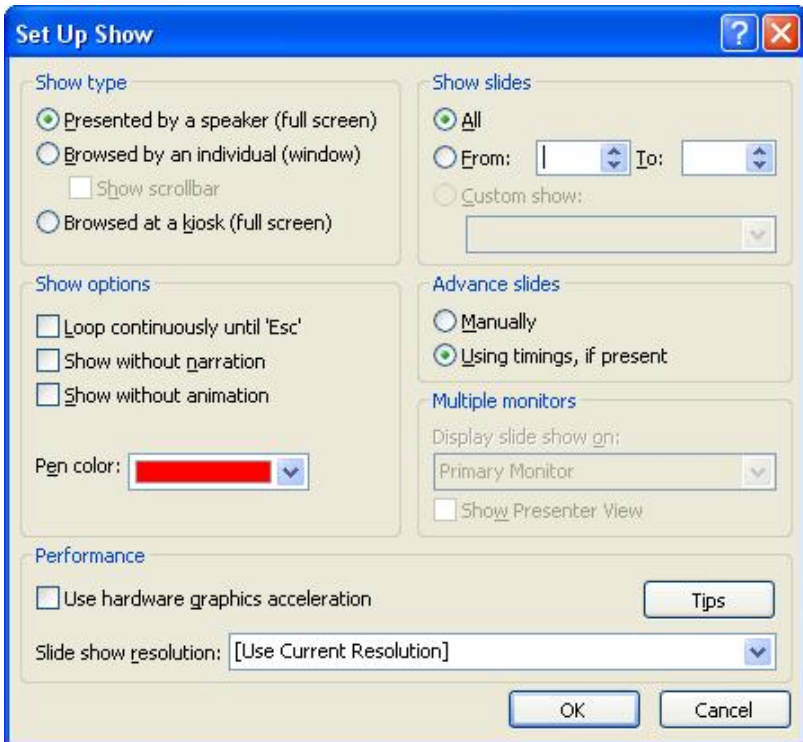 Set Up Show
Show type
Presented by a speaker (full screen)
Browsed by an individual (window)
Show scrollbar
Browsed at a kiosk (full screen)
Show slides
All
From: To:
Custom show:
Show options
Loop continuously until 'Esc'
Show without narration
Show without animation
Pen color:
Advance slides
Manually
Using timings, if present
Multiple monitors
Display slide show on:
Primary Monitor
Show Presenter View
Performance
Use hardware graphics acceleration
Tips
Slide show resolution: [Use Current Resolution]
OK Cancel